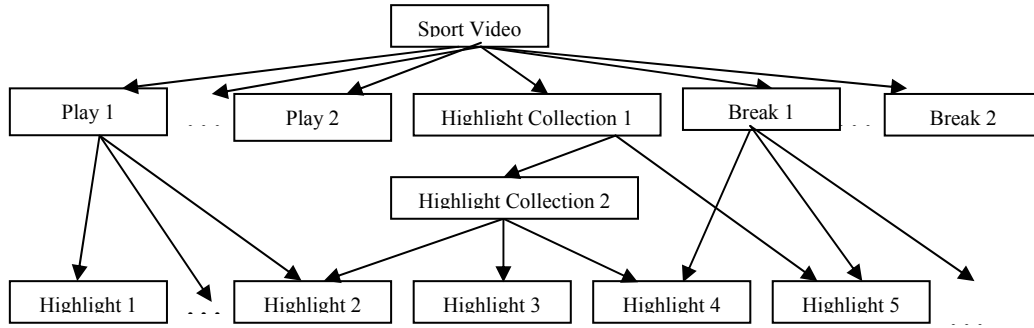 Sport Video
Play 1
. . .
Play 2
Highlight Collection 1
Break 1
. . .
Break 2
Highlight Collection 2
Highlight 1
. . .
Highlight 2
Highlight 3
Highlight 4
Highlight 5
. . .